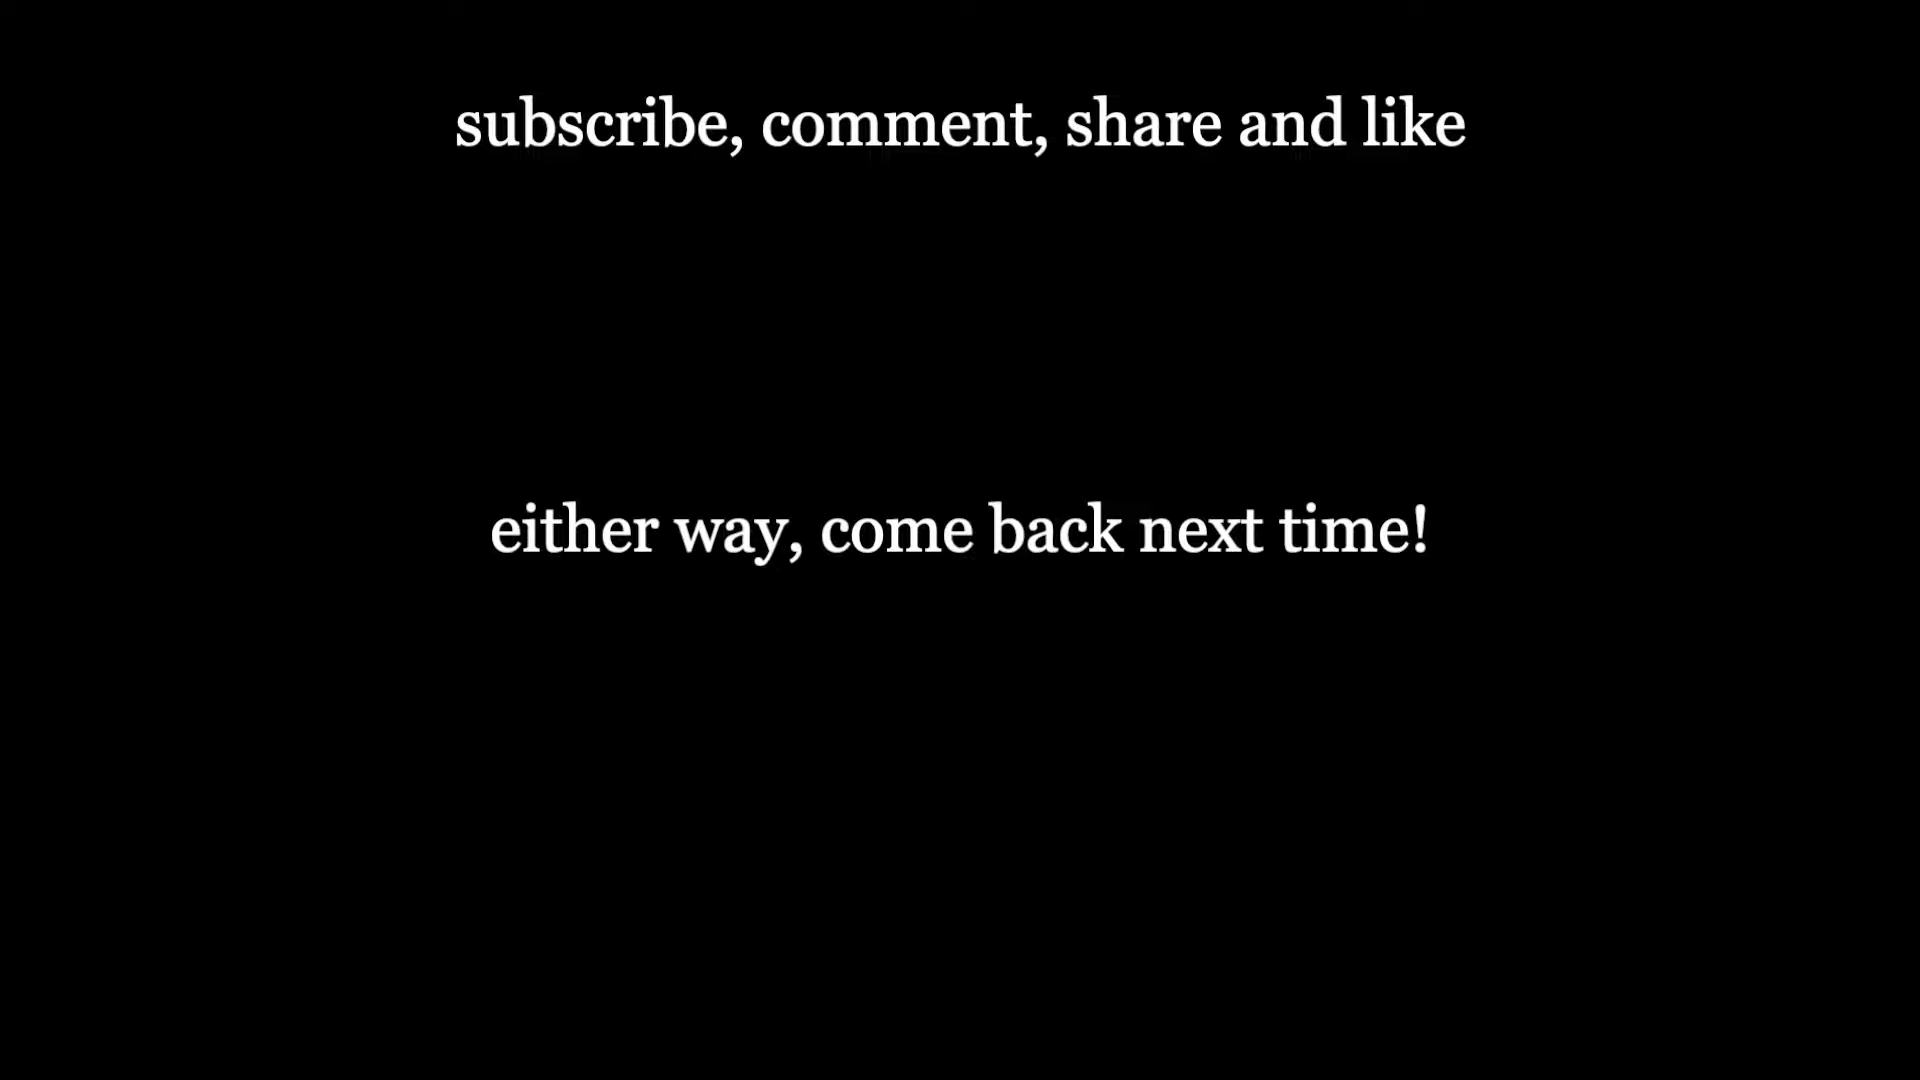 subscribe, comment, share and like
either way, come back next time!